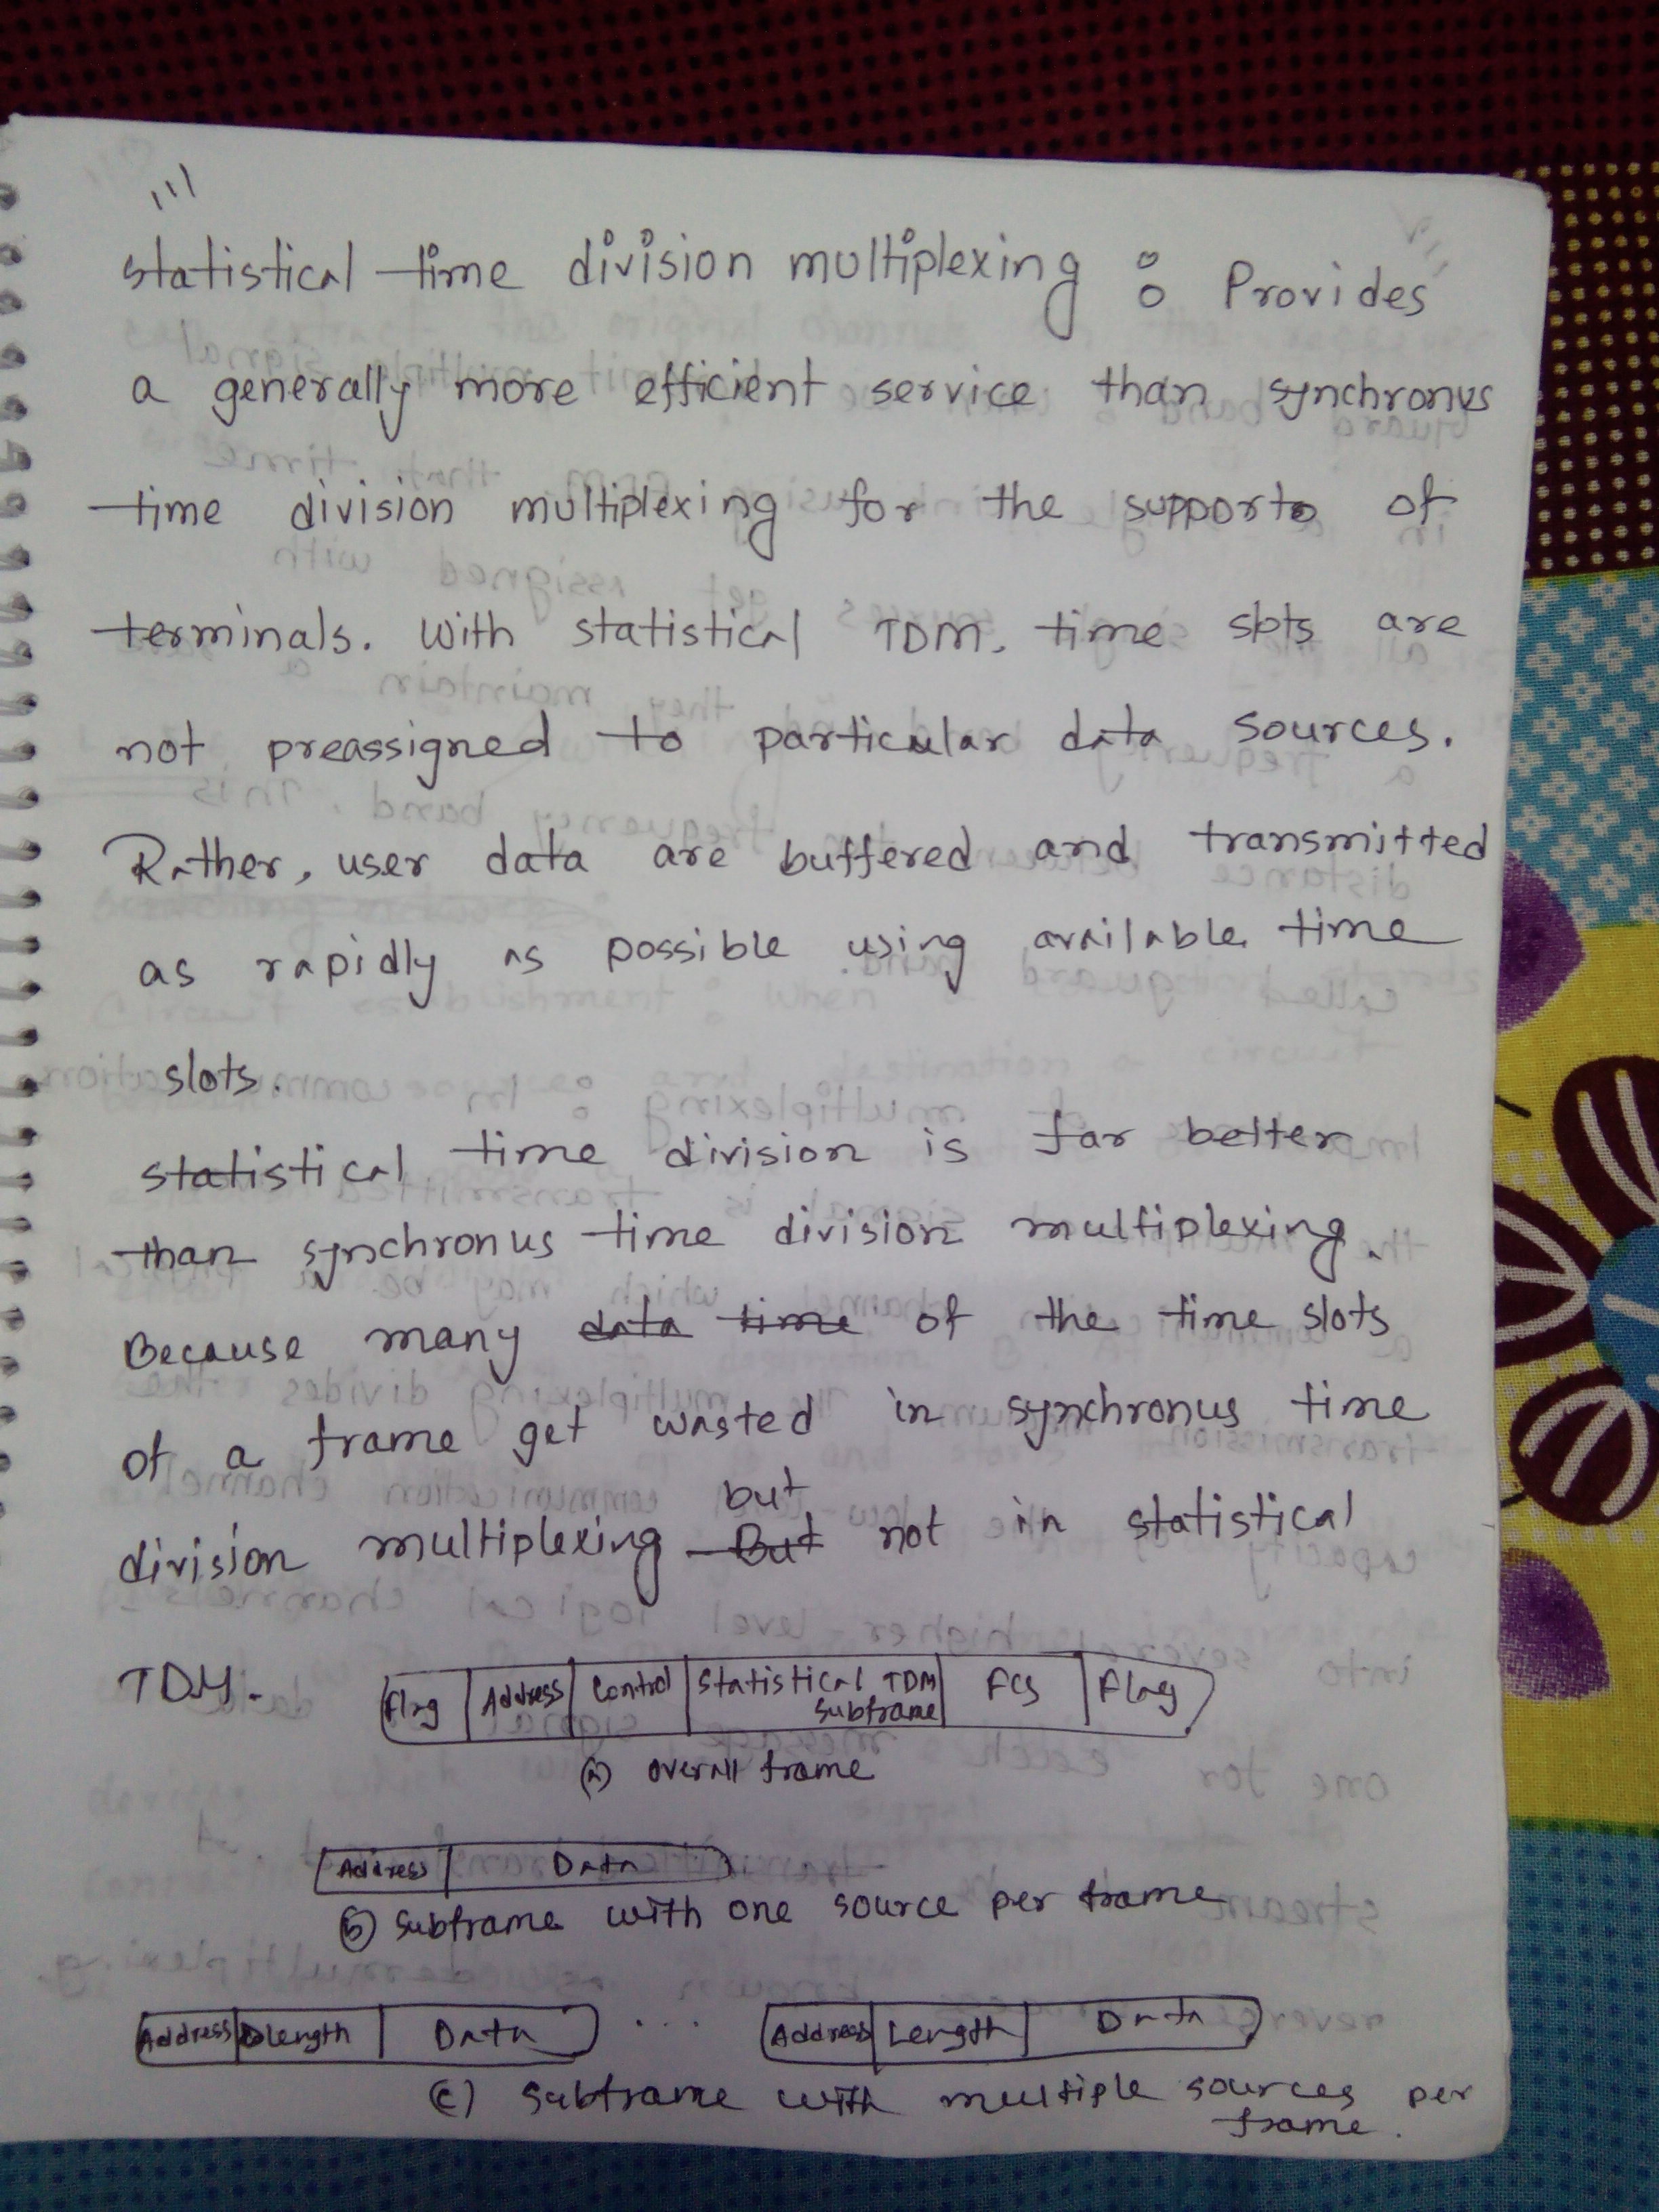 statistical time division multiplexing : Provides
a generally more efficient service than synchronus
time division multiplexing for the supporto of
terminals. With statistical TDM, time slots are
not preassigned to particular data sources.
Rather, user data are buffered and transmitted
as rapidly as possible using available time
slots.
statistical time division is far better
than synchronus time division multiplexing.
Because many data time of the time slots
of a frame get wasted in synchronus time
but
division multiplexing But not in statistical
TDM.
Flag Address Control Statistical TDM subframe FCS Flag
(a) overall frame
Address Data
(b) subframe with one source per frame
Address Length Data ... Address Length Data
(c) subframe with multiple sources per
frame.